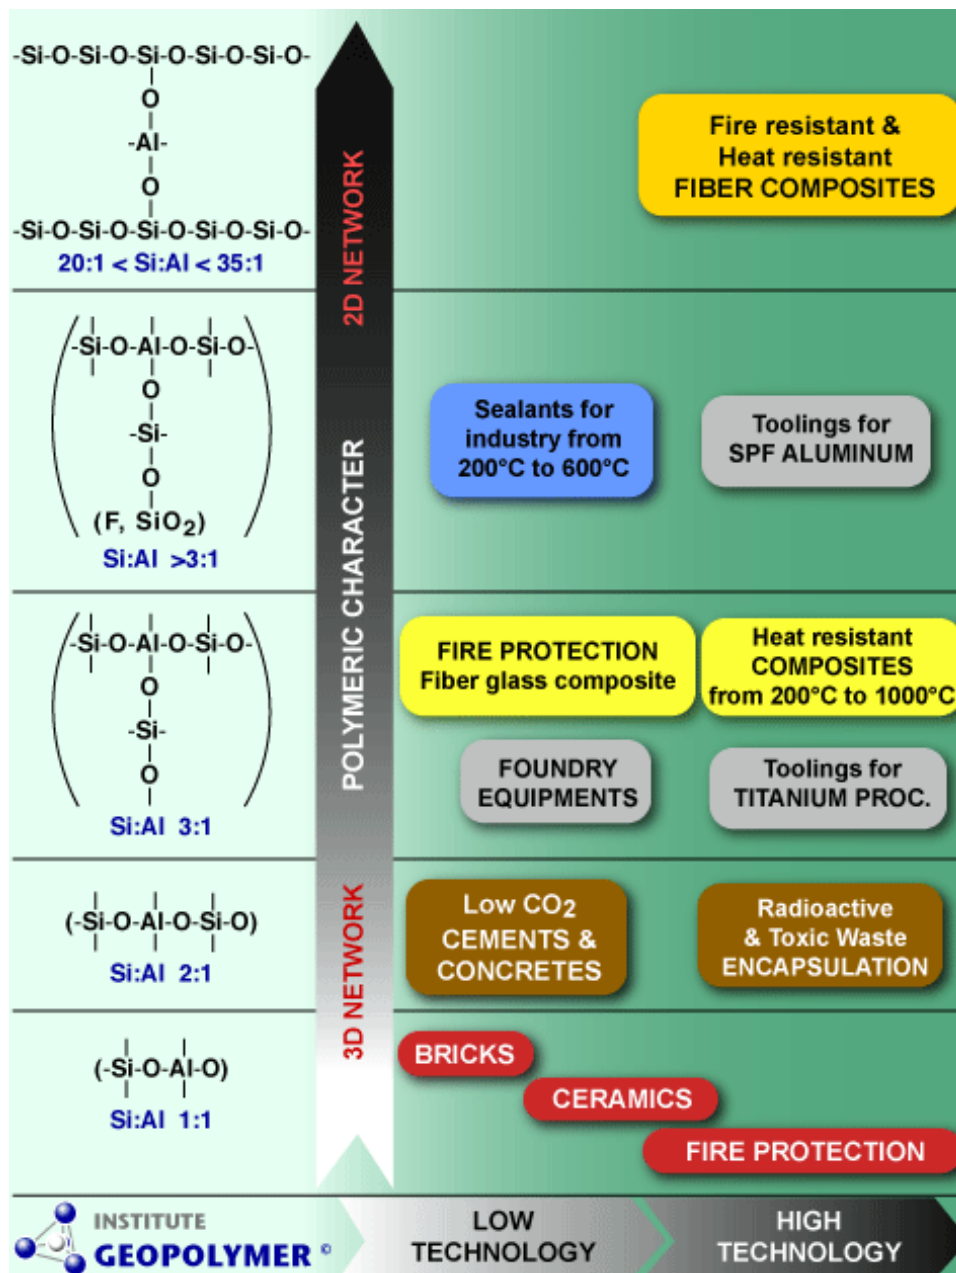 -Si-O-Si-O-Si-O-Si-O-Si-O-
O
-Al-
O
-Si-O-Si-O-Si-O-Si-O-Si-O-
20:1 < Si:Al < 35:1
2D NETWORK
Fire resistant &
Heat resistant
FIBER COMPOSITES
-Si-O-Al-O-Si-O-
O
-Si-
O
(F, SiO2)
Si:Al >3:1
POLYMERIC CHARACTER
Sealants for
industry from
200°C to 600°C
Toolings for
SPF ALUMINUM
-Si-O-Al-O-Si-O-
O
-Si-
O
Si:Al 3:1
FIRE PROTECTION
Fiber glass composite
Heat resistant
COMPOSITES
from 200°C to 1000°C
FOUNDRY
EQUIPMENTS
Toolings for
TITANIUM PROC.
(-Si-O-Al-O-Si-O)
Si:Al 2:1
3D NETWORK
Low CO2
CEMENTS &
CONCRETES
Radioactive
& Toxic Waste
ENCAPSULATION
(-Si-O-Al-O)
Si:Al 1:1
BRICKS
CERAMICS
FIRE PROTECTION
INSTITUTE
GEOPOLYMER ©
LOW
TECHNOLOGY
HIGH
TECHNOLOGY